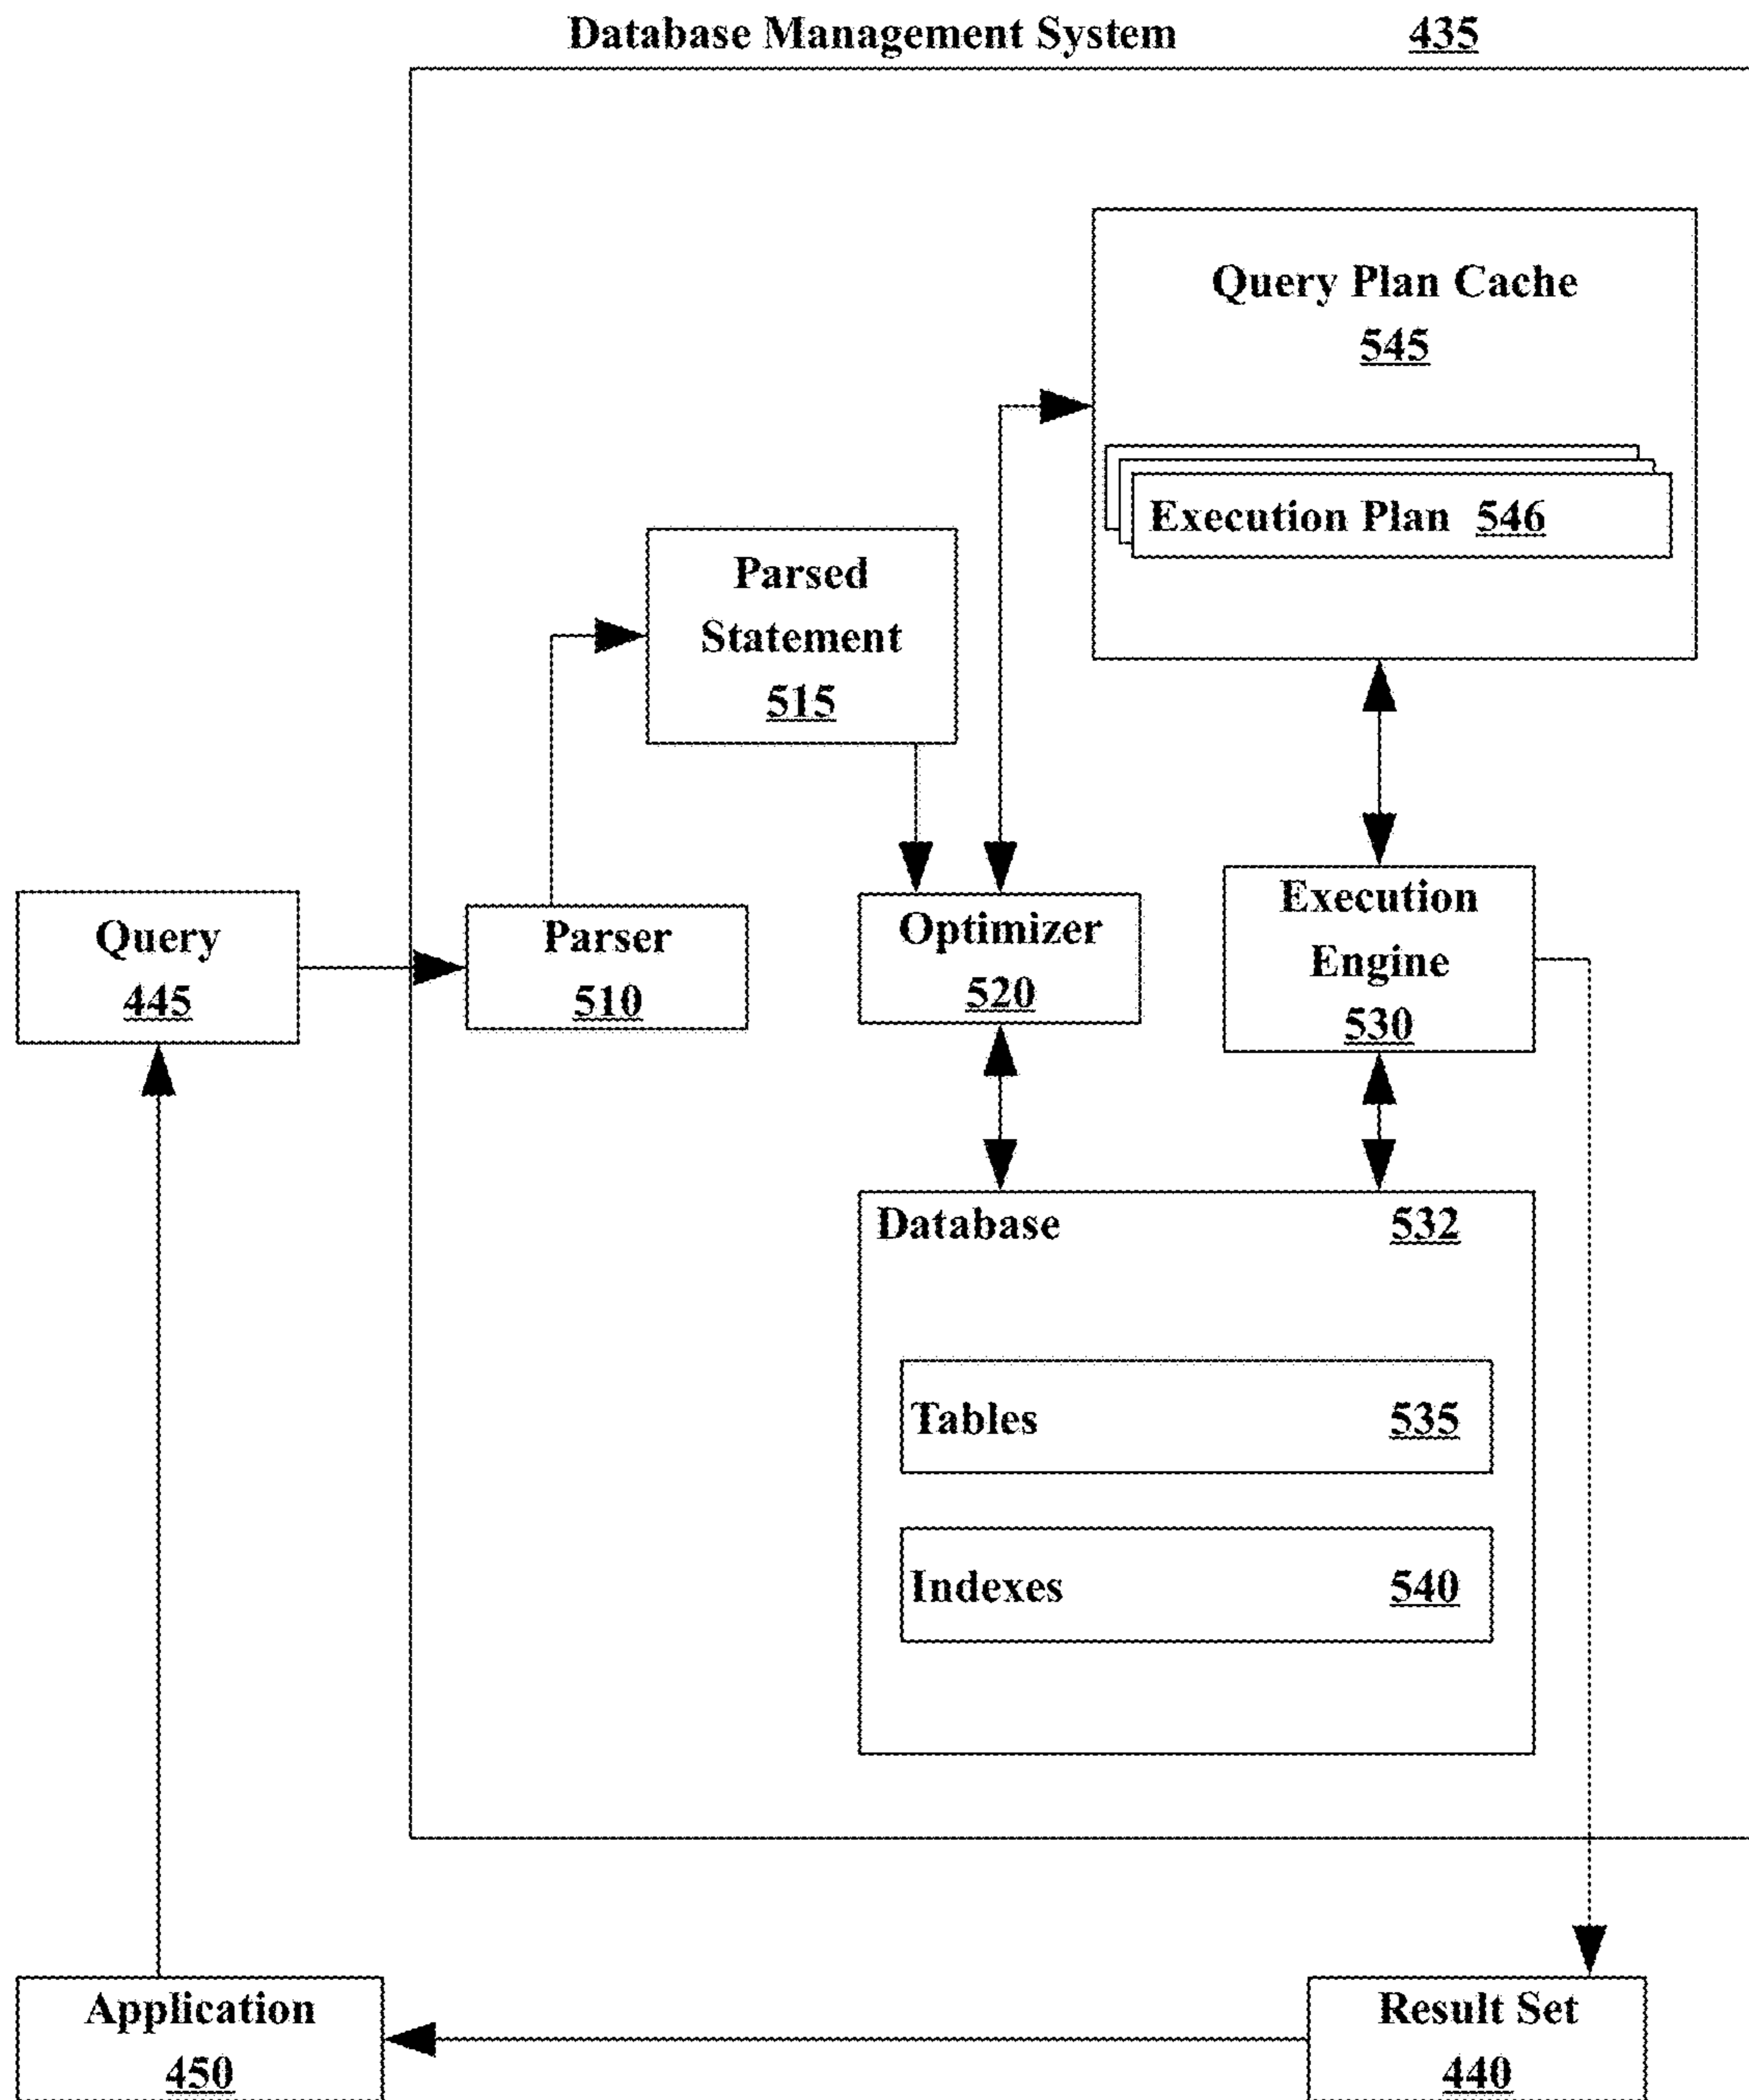 Database Management System 435
Query Plan Cache
545
Execution Plan 546
Parsed
Statement
515
Query
445
Parser
510
Optimizer
520
Execution
Engine
530
Database 532
Tables 535
Indexes 540
Application
450
Result Set
440